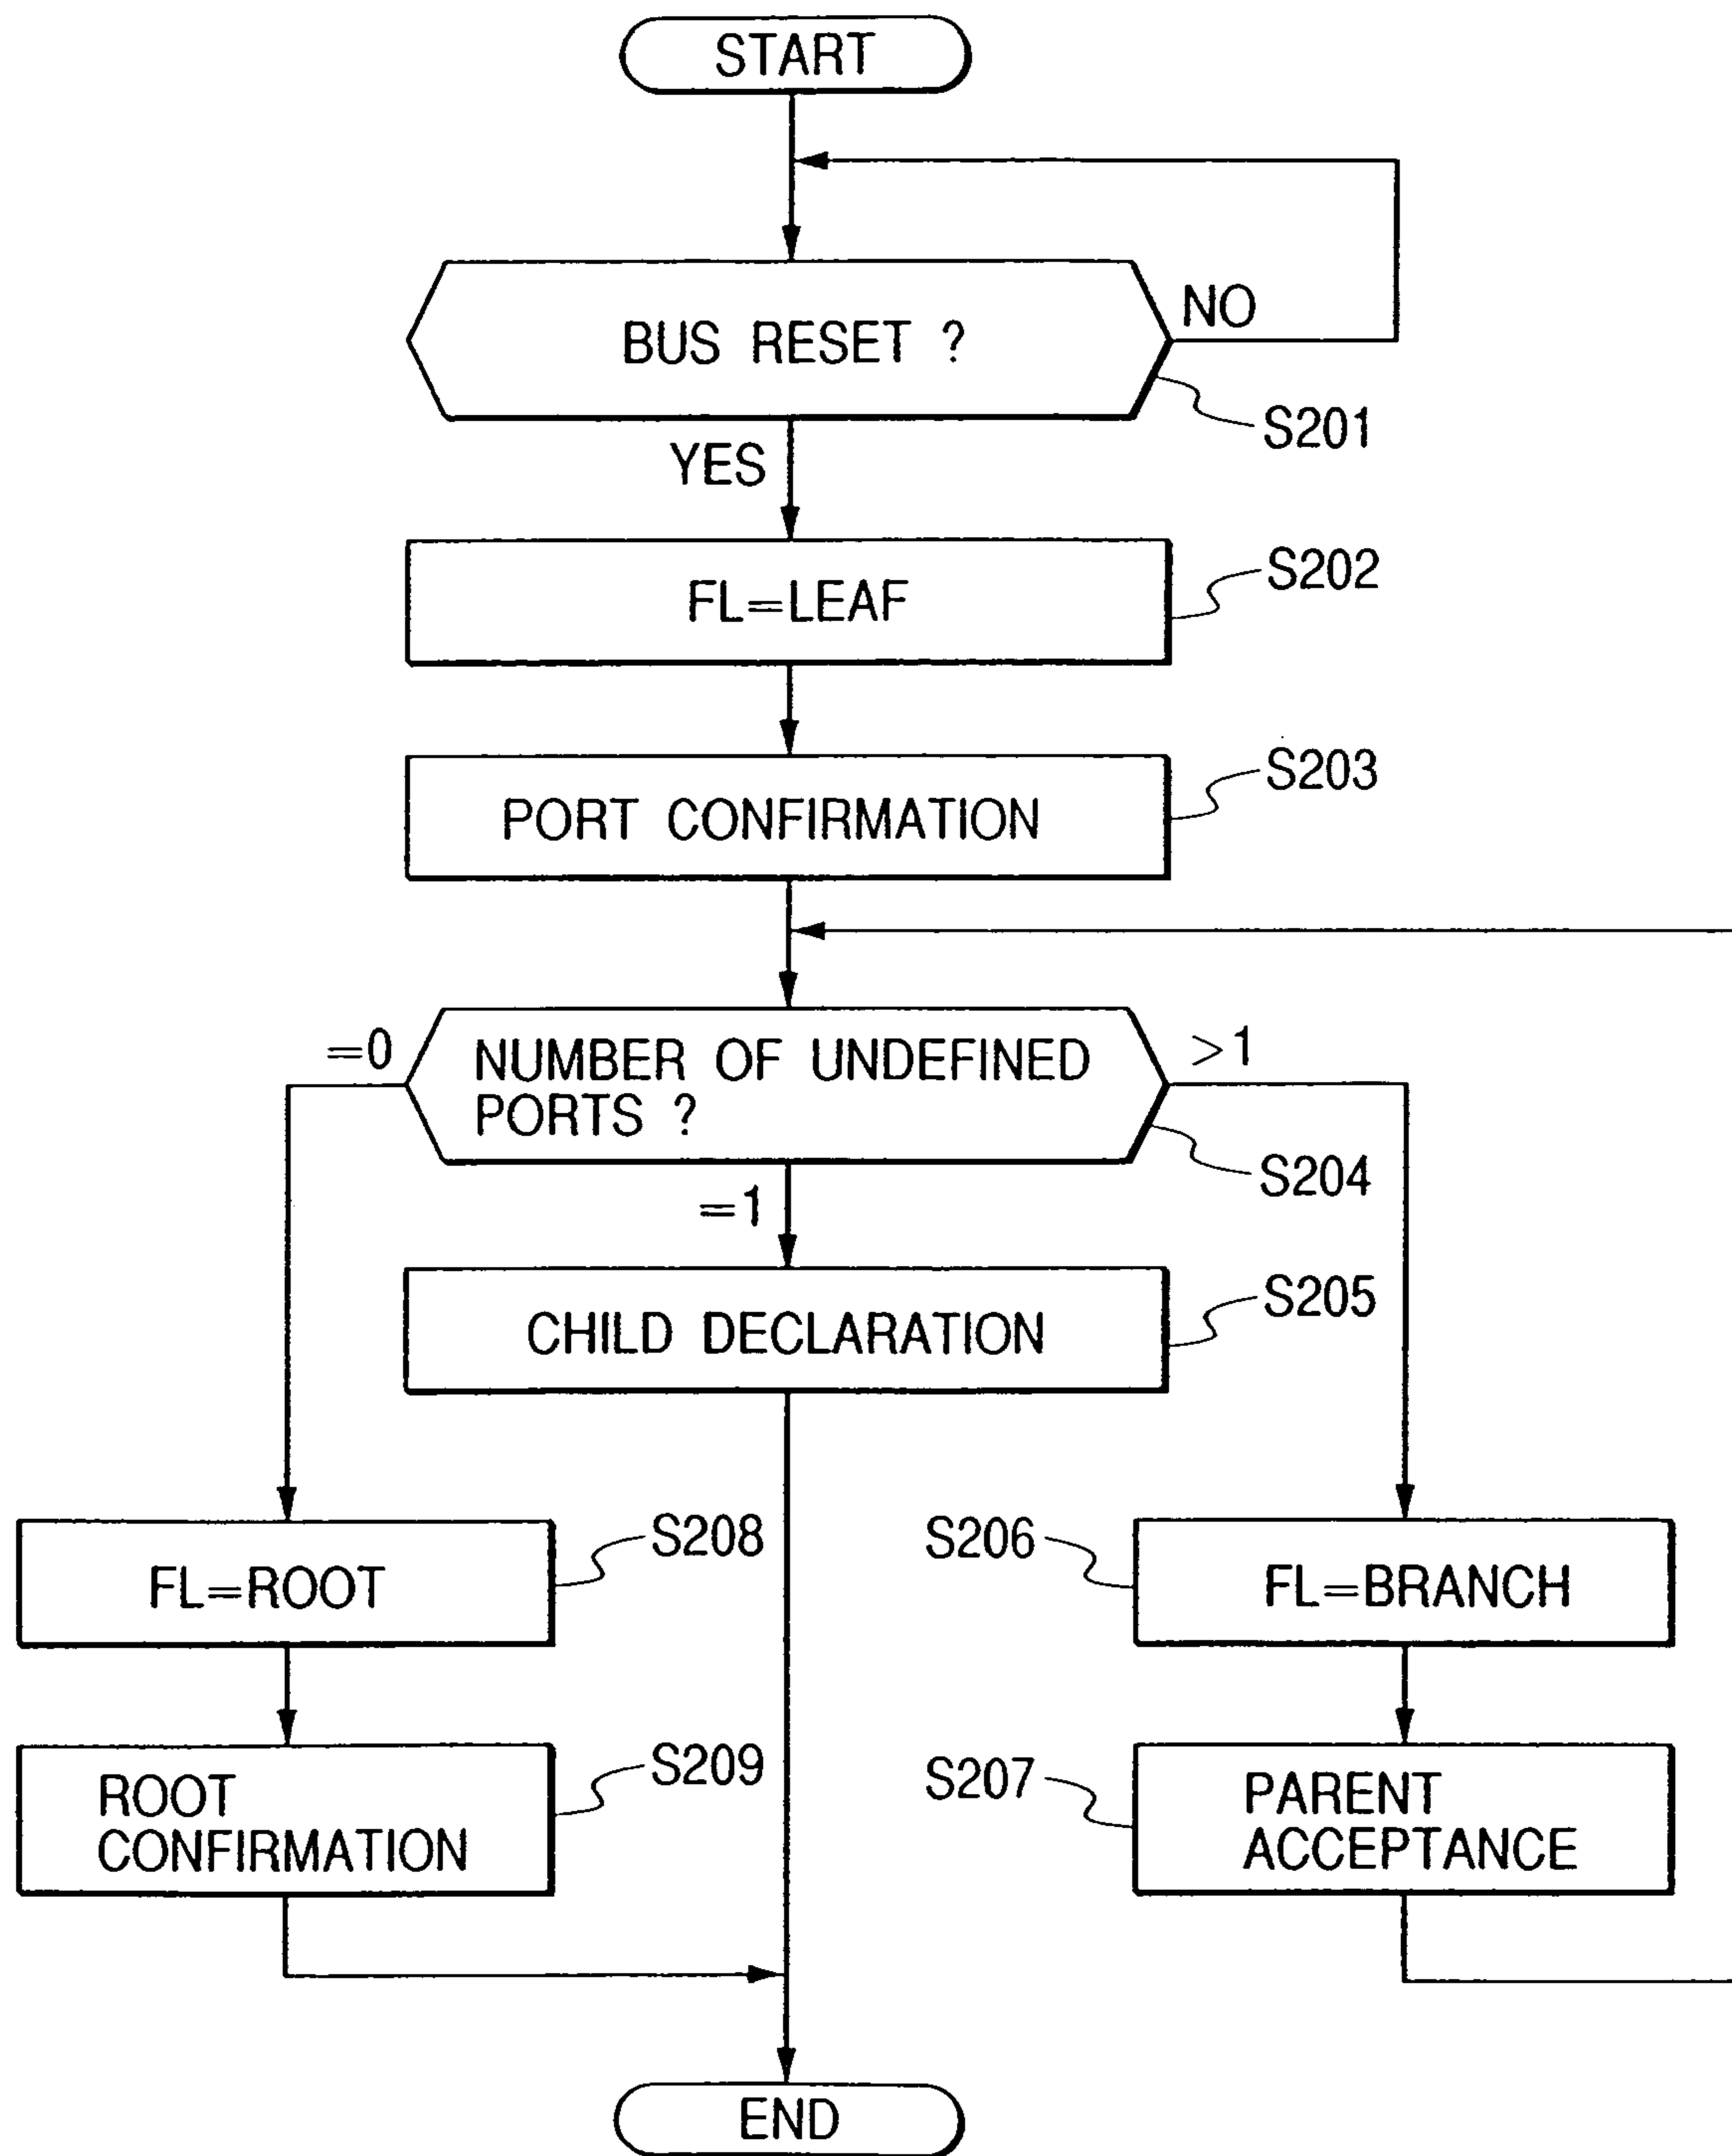 START
BUS RESET ?
NO
S201
YES
FL=LEAF
S202
PORT CONFIRMATION
S203
=0
NUMBER OF UNDEFINED
PORTS ?
>1
S204
=1
CHILD DECLARATION
S205
FL=ROOT
S208
S206
FL=BRANCH
ROOT
CONFIRMATION
S209
S207
PARENT
ACCEPTANCE
END